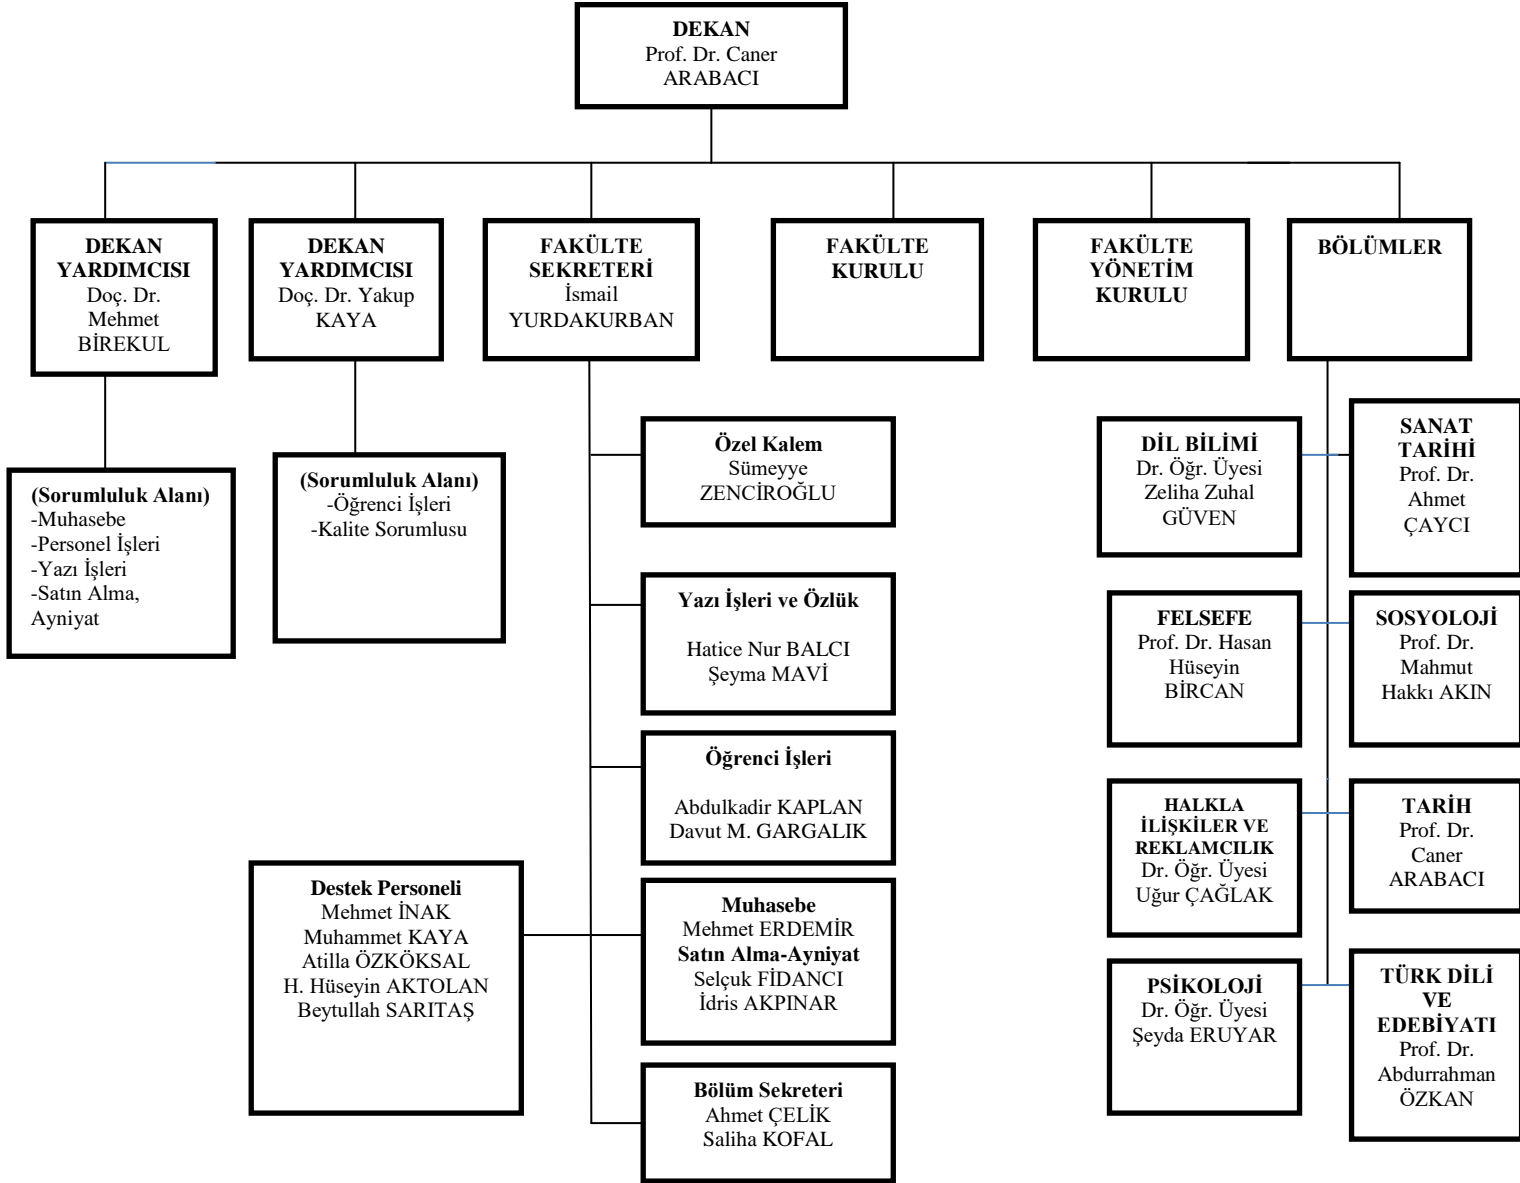 DEKAN
Prof. Dr. Caner
ARABACI
DEKAN
YARDIMCISI
Doç. Dr.
Mehmet
BİREKUL
DEKAN
YARDIMCISI
Doç. Dr. Yakup
KAYA
FAKÜLTE
SEKRETERİ
İsmail
YURDAKURBAN
FAKÜLTE
KURULU
FAKÜLTE
YÖNETİM
KURULU
BÖLÜMLER
(Sorumluluk Alanı)
-Muhasebe
-Personel İşleri
-Yazı İşleri
-Satın Alma,
Ayniyat
(Sorumluluk Alanı)
-Öğrenci İşleri
-Kalite Sorumlusu
Özel Kalem
Sümeyye
ZENCİROĞLU
Yazı İşleri ve Özlük
Hatice Nur BALCI
Şeyma MAVİ
Öğrenci İşleri
Abdulkadir KAPLAN
Davut M. GARGALIK
Destek Personeli
Mehmet İNAK
Muhammet KAYA
Atilla ÖZKÖKSAL
H. Hüseyin AKTOLAN
Beytullah SARITAŞ
Muhasebe
Mehmet ERDEMİR
Satın Alma-Ayniyat
Selçuk FİDANCI
İdris AKPINAR
Bölüm Sekreteri
Ahmet ÇELİK
Saliha KOFAL
DİL BİLİMİ
Dr. Öğr. Üyesi
Zeliha Zuhal
GÜVEN
SANAT
TARİHİ
Prof. Dr.
Ahmet
ÇAYCI
FELSEFE
Prof. Dr. Hasan
Hüseyin
BİRCAN
SOSYOLOJİ
Prof. Dr.
Mahmut
Hakkı AKIN
HALKLA
İLİŞKİLER VE
REKLAMCILIK
Dr. Öğr. Üyesi
Uğur ÇAĞLAK
TARİH
Prof. Dr.
Caner
ARABACI
PSİKOLOJİ
Dr. Öğr. Üyesi
Şeyda ERUYAR
TÜRK DİLİ
VE
EDEBİYATI
Prof. Dr.
Abdurrahman
ÖZKAN